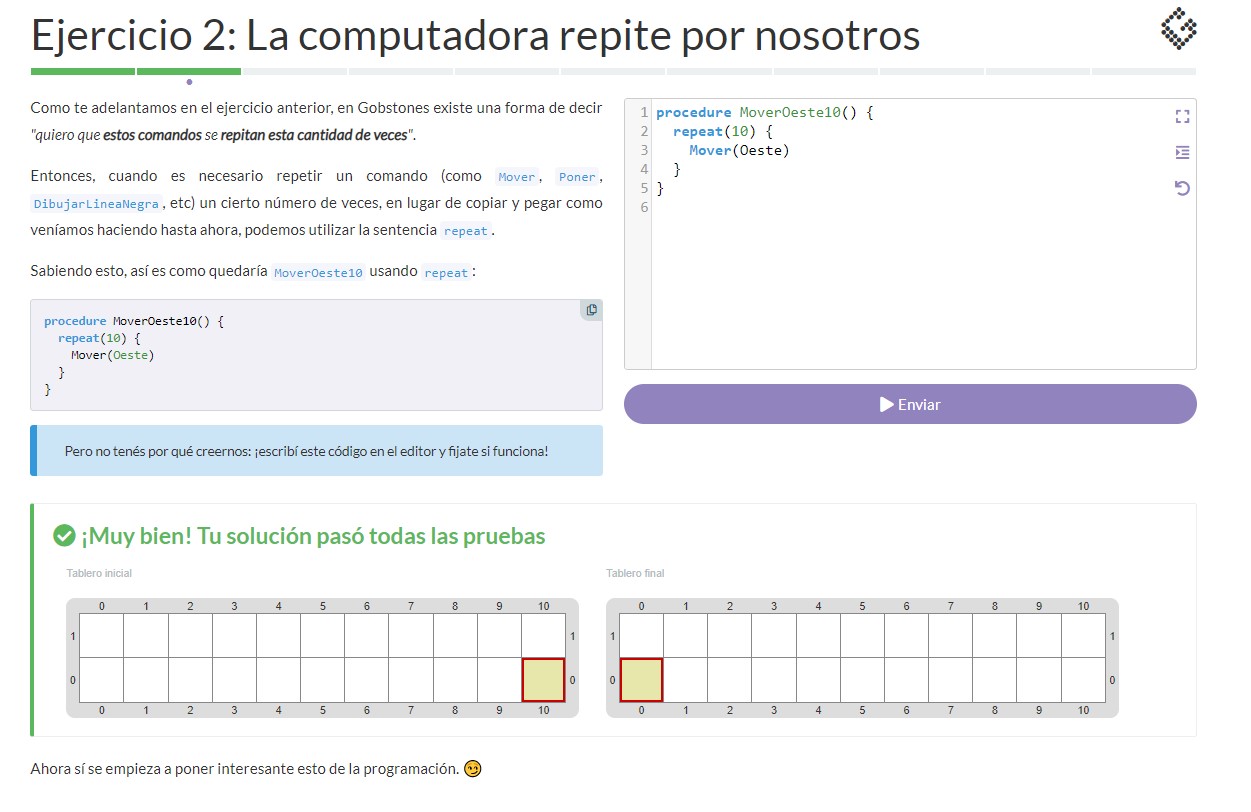 Ejercicio 2: La computadora repite por nosotros
Como te adelantamos en el ejercicio anterior, en Gobstones existe una forma de decir
"quiero que estos comandos se repitan esta cantidad de veces".
Entonces, cuando es necesario repetir un comando (como Mover, Poner,
DibujarLineaNegra, etc) un cierto número de veces, en lugar de copiar y pegar como
veníamos haciendo hasta ahora, podemos utilizar la sentencia repeat.
Sabiendo esto, así es como quedaría MoverOeste10 usando repeat:
procedure MoverOeste10() {
  repeat(10) {
    Mover(Oeste)
  }
}
Pero no tenés por qué creernos: ¡escribí este código en el editor y fijate si funciona!
1 procedure MoverOeste10() {
2   repeat(10) {
3     Mover(Oeste)
4   }
5 }
6
Enviar
¡Muy bien! Tu solución pasó todas las pruebas
Tablero inicial
0 1 2 3 4 5 6 7 8 9 10
1 1
0 0
0 1 2 3 4 5 6 7 8 9 10
Tablero final
0 1 2 3 4 5 6 7 8 9 10
1 1
0 0
0 1 2 3 4 5 6 7 8 9 10
Ahora sí se empieza a poner interesante esto de la programación. 😏